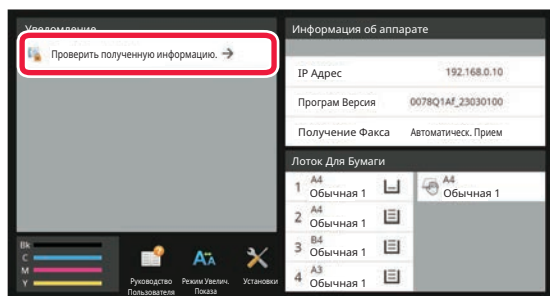 Уведомление
Проверить полученную информацию. →
Bk
C
M
Y
Руководство Пользователя
Режим Увелич. Показа
Установки
Информация об аппарате
IP Адрес 192.168.0.10
Програм Версия 0078Q1Af_23030100
Получение Факса Автоматическ. Прием
Лоток Для Бумаги
1 A4
Обычная 1
2 A4
Обычная 1
3 B4
Обычная 1
4 A3
Обычная 1
A4
Обычная 1